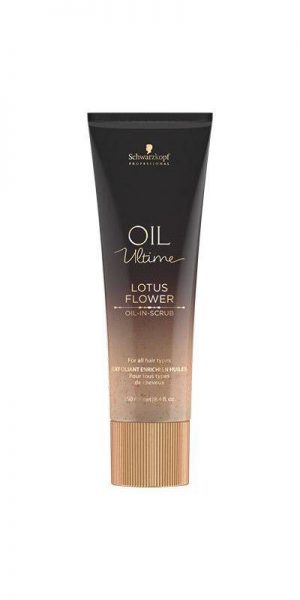 Schwarzkopf
PROFESSIONAL
OIL
Ultime
LOTUS
FLOWER
OIL-IN-SCRUB
For all hair types
EXFOLIANT ENRICHI EN HUILES
Pour tous types
de cheveux